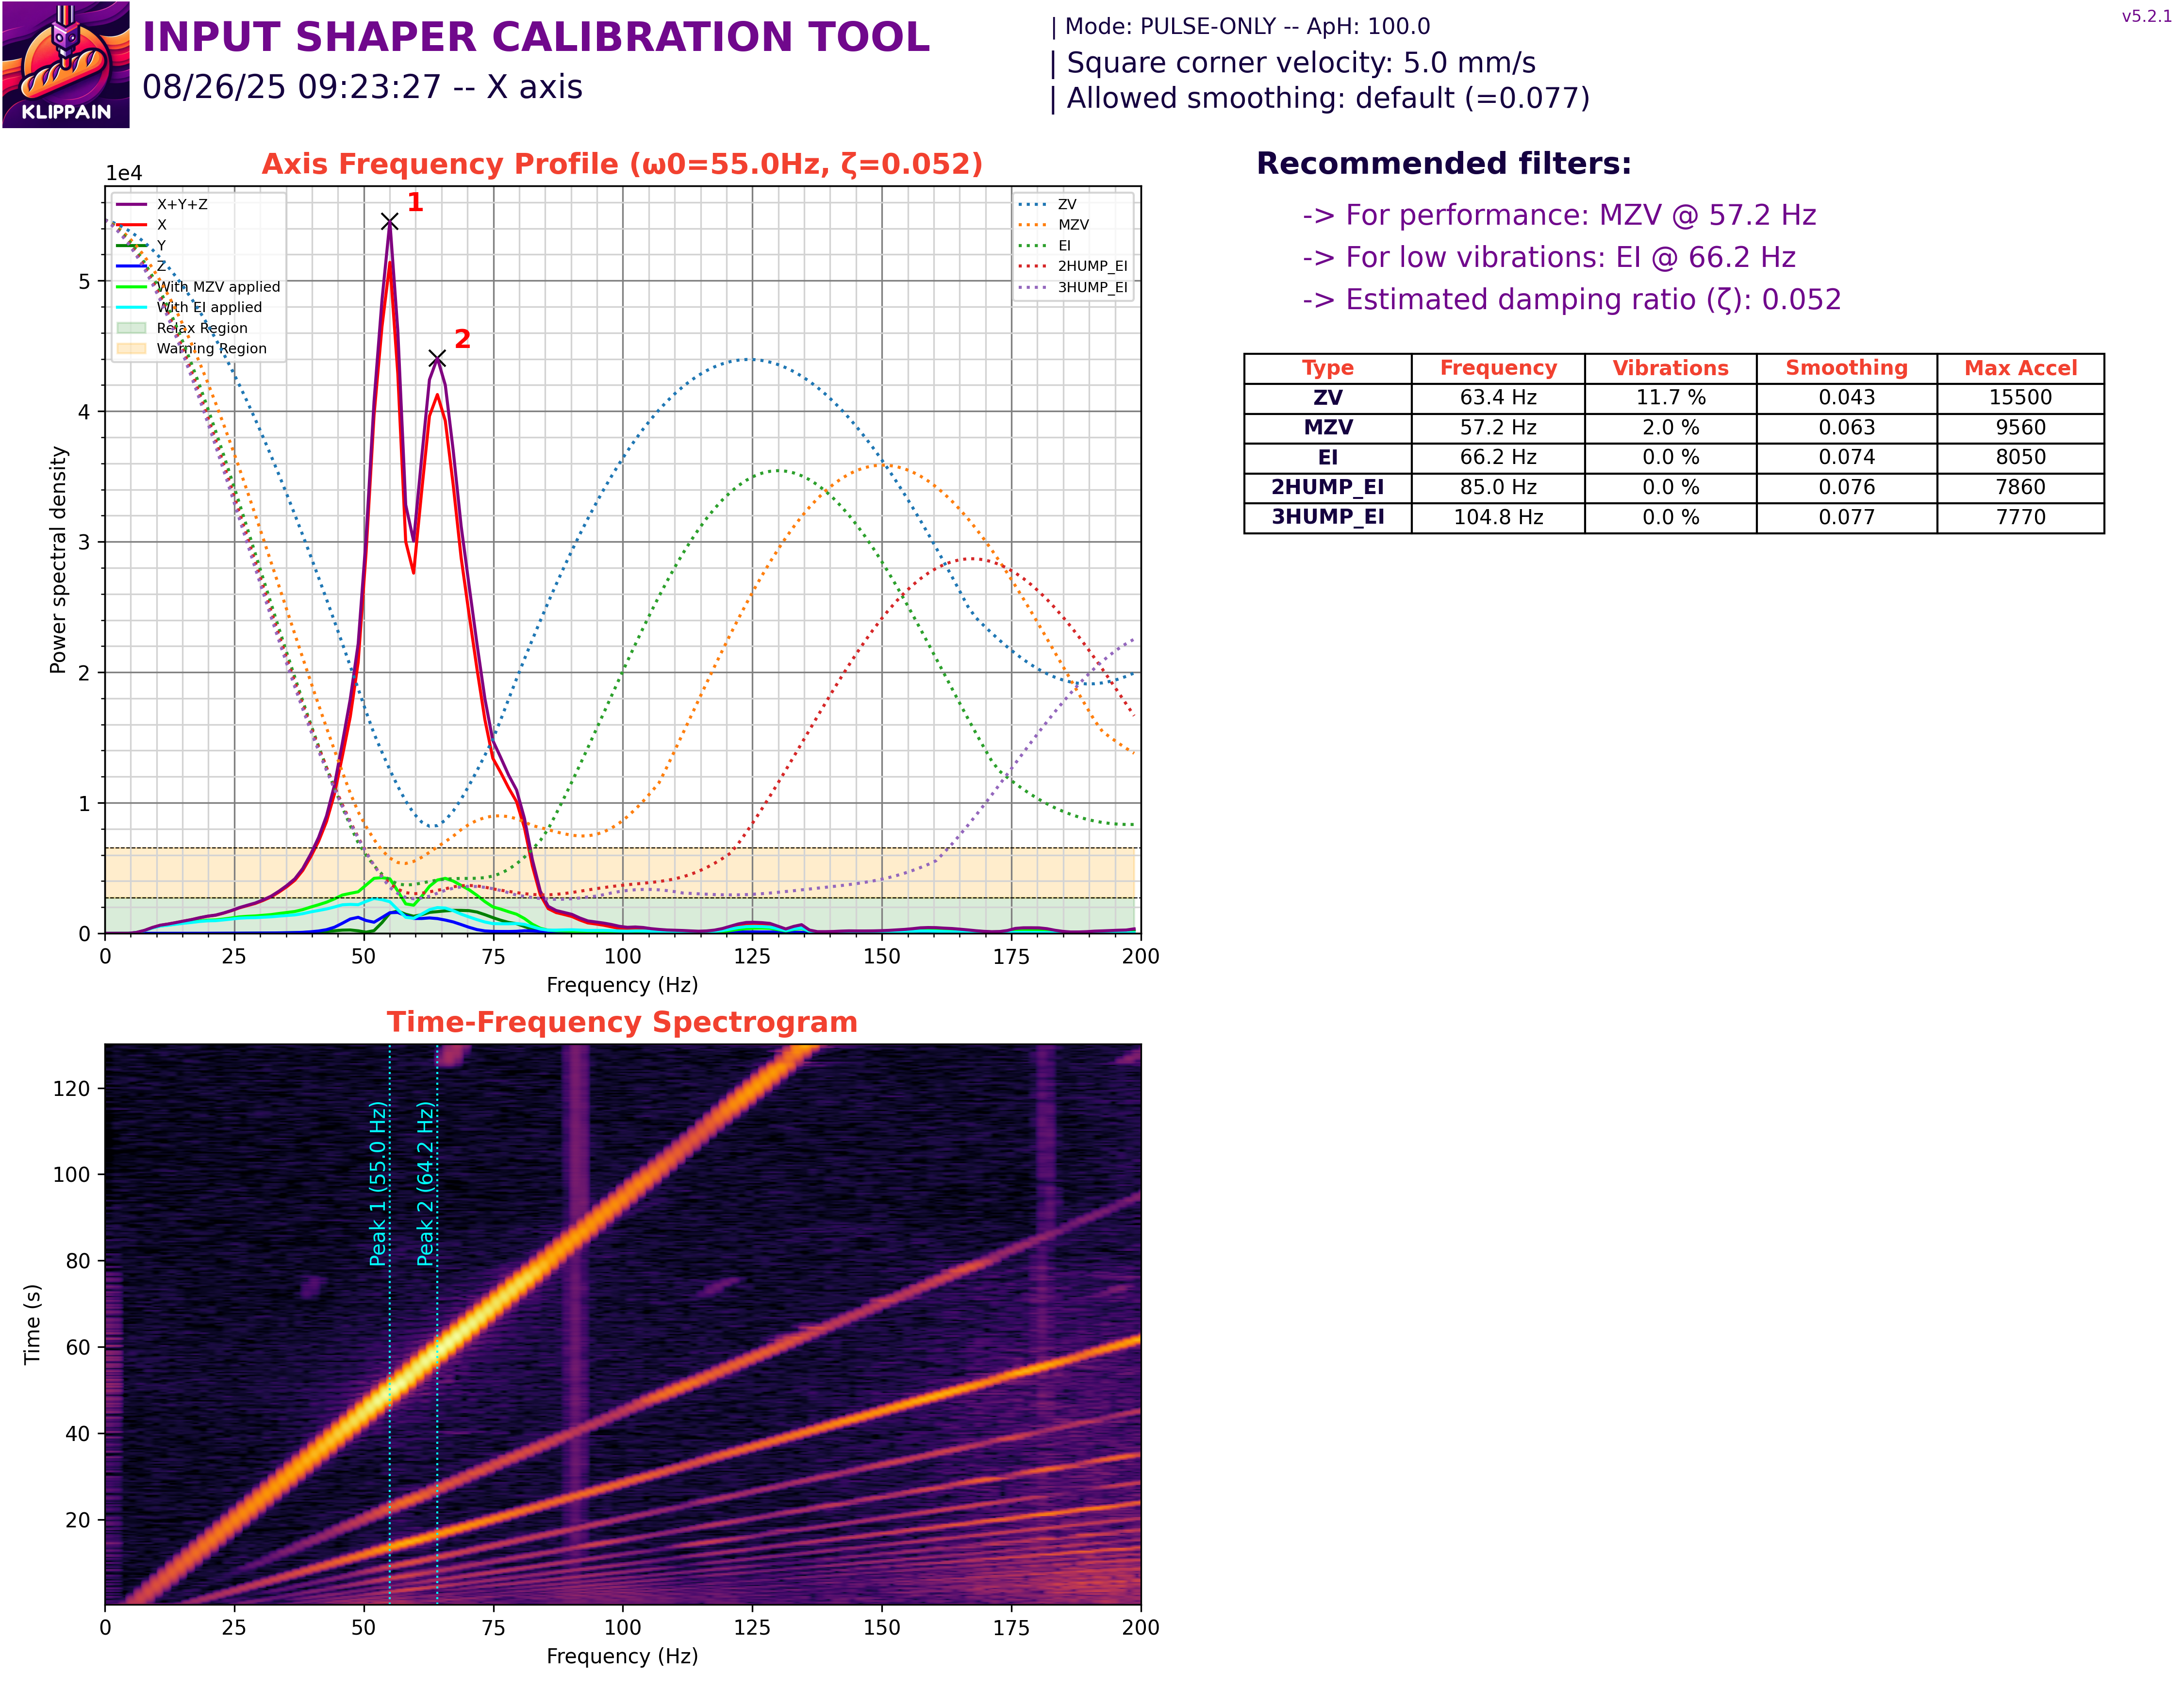 v5.2.1
INPUT SHAPER CALIBRATION TOOL
08/26/25 09:23:27 -- X axis
KLIPPAIN
| Mode: PULSE-ONLY -- ApH: 100.0
| Square corner velocity: 5.0 mm/s
| Allowed smoothing: default (=0.077)
Axis Frequency Profile (ω0=55.0Hz, ζ=0.052)
1e4
X+Y+Z
X
Y
Z
With MZV applied
With EI applied
Relax Region
Warning Region
ZV
MZV
EI
2HUMP_EI
3HUMP_EI
1
2
5
4
3
2
1
0
Power spectral density
0 25 50 75 100 125 150 175 200
Frequency (Hz)
Recommended filters:
-> For performance: MZV @ 57.2 Hz
-> For low vibrations: EI @ 66.2 Hz
-> Estimated damping ratio (ζ): 0.052
Type Frequency Vibrations Smoothing Max Accel
ZV 63.4 Hz 11.7 % 0.043 15500
MZV 57.2 Hz 2.0 % 0.063 9560
EI 66.2 Hz 0.0 % 0.074 8050
2HUMP_EI 85.0 Hz 0.0 % 0.076 7860
3HUMP_EI 104.8 Hz 0.0 % 0.077 7770
Time-Frequency Spectrogram
Peak 1 (55.0 Hz)
Peak 2 (64.2 Hz)
120
100
80
60
40
20
Time (s)
0 25 50 75 100 125 150 175 200
Frequency (Hz)